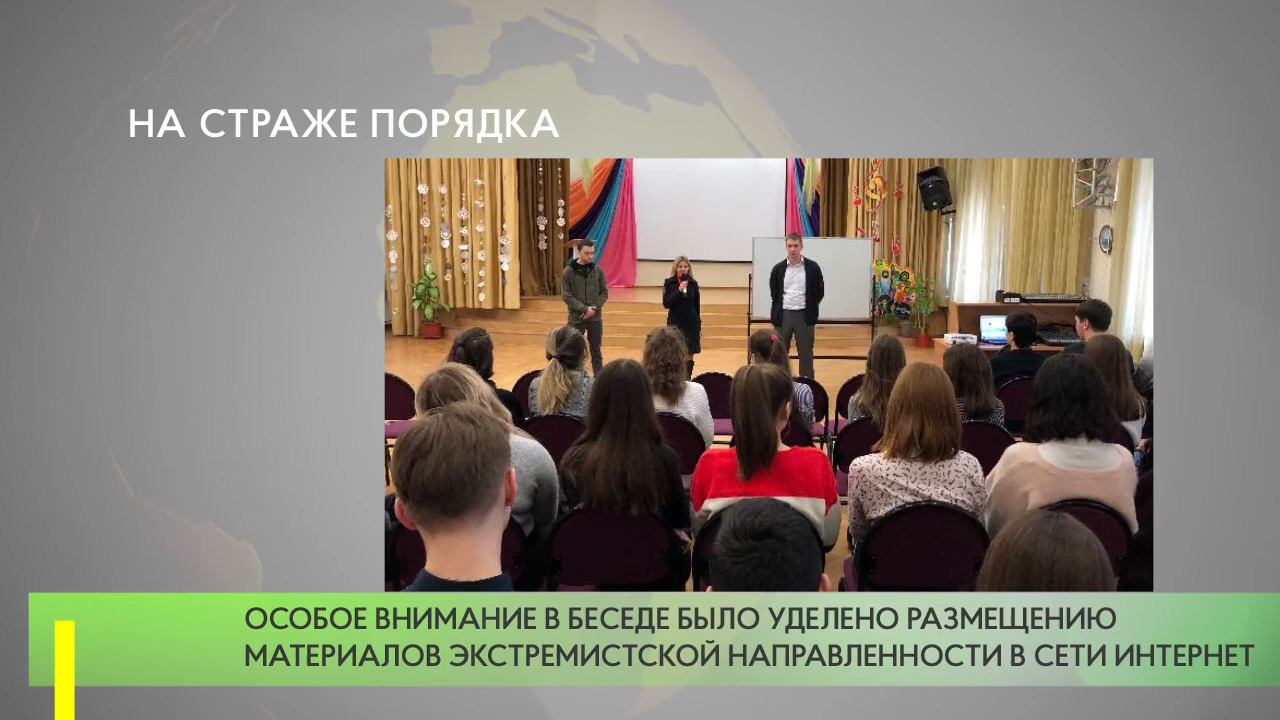 НА СТРАЖЕ ПОРЯДКА
ОСОБОЕ ВНИМАНИЕ В БЕСЕДЕ БЫЛО УДЕЛЕНО РАЗМЕЩЕНИЮ
МАТЕРИАЛОВ ЭКСТРЕМИСТСКОЙ НАПРАВЛЕННОСТИ В СЕТИ ИНТЕРНЕТ